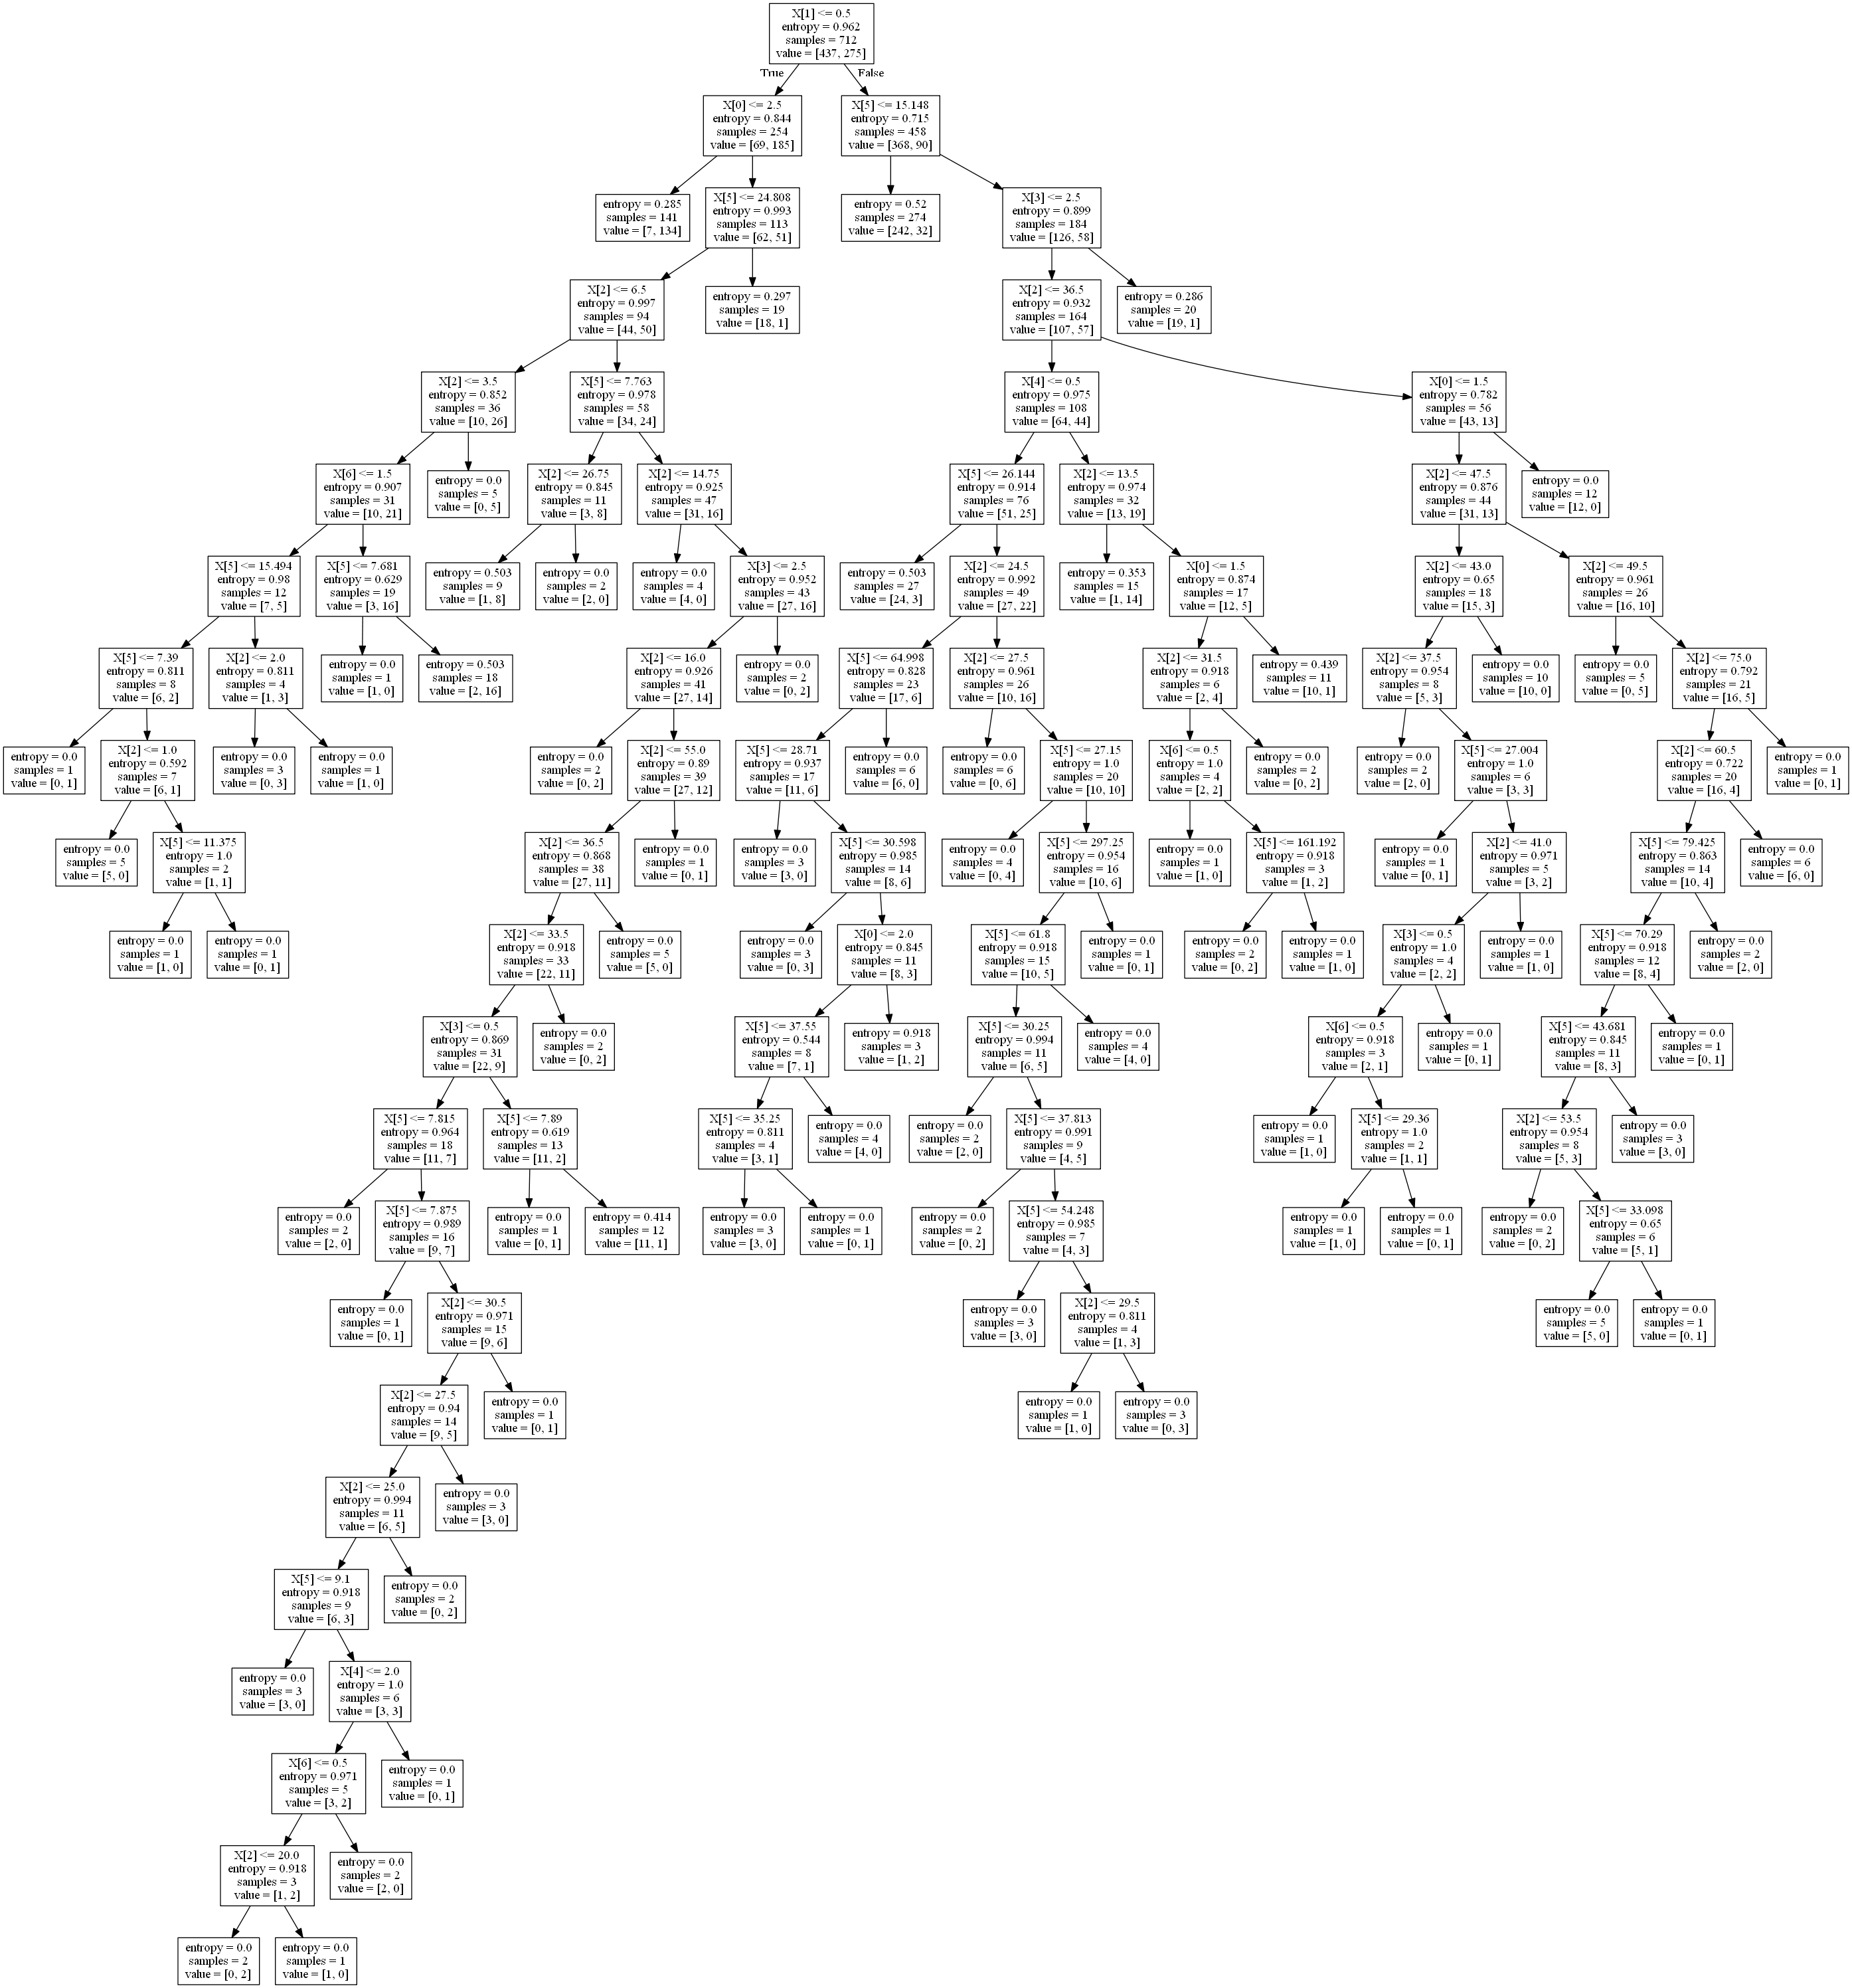 X[1] <= 0.5
entropy = 0.962
samples = 712
value = [437, 275]
True
False
X[0] <= 2.5
entropy = 0.844
samples = 254
value = [69, 185]
X[5] <= 15.148
entropy = 0.715
samples = 458
value = [368, 90]
entropy = 0.285
samples = 141
value = [7, 134]
X[5] <= 24.808
entropy = 0.993
samples = 113
value = [62, 51]
entropy = 0.52
samples = 274
value = [242, 32]
X[3] <= 2.5
entropy = 0.899
samples = 184
value = [126, 58]
X[2] <= 6.5
entropy = 0.997
samples = 94
value = [44, 50]
entropy = 0.297
samples = 19
value = [18, 1]
X[2] <= 36.5
entropy = 0.932
samples = 164
value = [107, 57]
entropy = 0.286
samples = 20
value = [19, 1]
X[2] <= 3.5
entropy = 0.852
samples = 36
value = [10, 26]
X[5] <= 7.763
entropy = 0.978
samples = 58
value = [34, 24]
X[4] <= 0.5
entropy = 0.975
samples = 108
value = [64, 44]
X[0] <= 1.5
entropy = 0.782
samples = 56
value = [43, 13]
X[6] <= 1.5
entropy = 0.907
samples = 31
value = [10, 21]
entropy = 0.0
samples = 5
value = [0, 5]
X[2] <= 26.75
entropy = 0.845
samples = 11
value = [3, 8]
X[2] <= 14.75
entropy = 0.925
samples = 47
value = [31, 16]
X[5] <= 26.144
entropy = 0.914
samples = 76
value = [51, 25]
X[2] <= 13.5
entropy = 0.974
samples = 32
value = [13, 19]
X[2] <= 47.5
entropy = 0.876
samples = 44
value = [31, 13]
entropy = 0.0
samples = 12
value = [12, 0]
X[5] <= 15.494
entropy = 0.98
samples = 12
value = [7, 5]
X[5] <= 7.681
entropy = 0.629
samples = 19
value = [3, 16]
entropy = 0.503
samples = 9
value = [1, 8]
entropy = 0.0
samples = 2
value = [2, 0]
entropy = 0.0
samples = 4
value = [4, 0]
X[3] <= 2.5
entropy = 0.952
samples = 43
value = [27, 16]
entropy = 0.503
samples = 27
value = [24, 3]
X[2] <= 24.5
entropy = 0.992
samples = 49
value = [27, 22]
entropy = 0.353
samples = 15
value = [1, 14]
X[0] <= 1.5
entropy = 0.874
samples = 17
value = [12, 5]
X[2] <= 43.0
entropy = 0.65
samples = 18
value = [15, 3]
X[2] <= 49.5
entropy = 0.961
samples = 26
value = [16, 10]
X[5] <= 7.39
entropy = 0.811
samples = 8
value = [6, 2]
X[2] <= 2.0
entropy = 0.811
samples = 4
value = [1, 3]
entropy = 0.0
samples = 1
value = [1, 0]
entropy = 0.503
samples = 18
value = [2, 16]
X[2] <= 16.0
entropy = 0.926
samples = 41
value = [27, 14]
entropy = 0.0
samples = 2
value = [0, 2]
X[5] <= 64.998
entropy = 0.828
samples = 23
value = [17, 6]
X[2] <= 27.5
entropy = 0.961
samples = 26
value = [10, 16]
X[2] <= 31.5
entropy = 0.918
samples = 6
value = [2, 4]
entropy = 0.439
samples = 11
value = [10, 1]
X[2] <= 37.5
entropy = 0.954
samples = 8
value = [5, 3]
entropy = 0.0
samples = 10
value = [10, 0]
entropy = 0.0
samples = 5
value = [0, 5]
X[2] <= 75.0
entropy = 0.792
samples = 21
value = [16, 5]
entropy = 0.0
samples = 1
value = [0, 1]
X[2] <= 1.0
entropy = 0.592
samples = 7
value = [6, 1]
entropy = 0.0
samples = 3
value = [0, 3]
entropy = 0.0
samples = 1
value = [1, 0]
entropy = 0.0
samples = 2
value = [0, 2]
X[2] <= 55.0
entropy = 0.89
samples = 39
value = [27, 12]
X[5] <= 28.71
entropy = 0.937
samples = 17
value = [11, 6]
entropy = 0.0
samples = 6
value = [6, 0]
entropy = 0.0
samples = 6
value = [0, 6]
X[5] <= 27.15
entropy = 1.0
samples = 20
value = [10, 10]
X[6] <= 0.5
entropy = 1.0
samples = 4
value = [2, 2]
entropy = 0.0
samples = 2
value = [0, 2]
entropy = 0.0
samples = 2
value = [2, 0]
X[5] <= 27.004
entropy = 1.0
samples = 6
value = [3, 3]
X[2] <= 60.5
entropy = 0.722
samples = 20
value = [16, 4]
entropy = 0.0
samples = 1
value = [0, 1]
entropy = 0.0
samples = 5
value = [5, 0]
X[5] <= 11.375
entropy = 1.0
samples = 2
value = [1, 1]
X[2] <= 36.5
entropy = 0.868
samples = 38
value = [27, 11]
entropy = 0.0
samples = 1
value = [0, 1]
entropy = 0.0
samples = 3
value = [3, 0]
X[5] <= 30.598
entropy = 0.985
samples = 14
value = [8, 6]
entropy = 0.0
samples = 4
value = [0, 4]
X[5] <= 297.25
entropy = 0.954
samples = 16
value = [10, 6]
entropy = 0.0
samples = 1
value = [1, 0]
X[5] <= 161.192
entropy = 0.918
samples = 3
value = [1, 2]
entropy = 0.0
samples = 1
value = [0, 1]
X[2] <= 41.0
entropy = 0.971
samples = 5
value = [3, 2]
X[5] <= 79.425
entropy = 0.863
samples = 14
value = [10, 4]
entropy = 0.0
samples = 6
value = [6, 0]
entropy = 0.0
samples = 1
value = [1, 0]
entropy = 0.0
samples = 1
value = [0, 1]
X[2] <= 33.5
entropy = 0.918
samples = 33
value = [22, 11]
entropy = 0.0
samples = 5
value = [5, 0]
entropy = 0.0
samples = 3
value = [0, 3]
X[0] <= 2.0
entropy = 0.845
samples = 11
value = [8, 3]
X[5] <= 61.8
entropy = 0.918
samples = 15
value = [10, 5]
entropy = 0.0
samples = 1
value = [0, 1]
entropy = 0.0
samples = 2
value = [0, 2]
entropy = 0.0
samples = 1
value = [1, 0]
X[3] <= 0.5
entropy = 1.0
samples = 4
value = [2, 2]
entropy = 0.0
samples = 1
value = [1, 0]
X[5] <= 70.29
entropy = 0.918
samples = 12
value = [8, 4]
entropy = 0.0
samples = 2
value = [2, 0]
X[3] <= 0.5
entropy = 0.869
samples = 31
value = [22, 9]
entropy = 0.0
samples = 2
value = [0, 2]
X[5] <= 37.55
entropy = 0.544
samples = 8
value = [7, 1]
entropy = 0.918
samples = 3
value = [1, 2]
X[5] <= 30.25
entropy = 0.994
samples = 11
value = [6, 5]
entropy = 0.0
samples = 4
value = [4, 0]
X[6] <= 0.5
entropy = 0.918
samples = 3
value = [2, 1]
entropy = 0.0
samples = 1
value = [0, 1]
X[5] <= 43.681
entropy = 0.845
samples = 11
value = [8, 3]
entropy = 0.0
samples = 1
value = [0, 1]
X[5] <= 7.815
entropy = 0.964
samples = 18
value = [11, 7]
X[5] <= 7.89
entropy = 0.619
samples = 13
value = [11, 2]
X[5] <= 35.25
entropy = 0.811
samples = 4
value = [3, 1]
entropy = 0.0
samples = 4
value = [4, 0]
entropy = 0.0
samples = 2
value = [2, 0]
X[5] <= 37.813
entropy = 0.991
samples = 9
value = [4, 5]
entropy = 0.0
samples = 1
value = [1, 0]
X[5] <= 29.36
entropy = 1.0
samples = 2
value = [1, 1]
X[2] <= 53.5
entropy = 0.954
samples = 8
value = [5, 3]
entropy = 0.0
samples = 3
value = [3, 0]
entropy = 0.0
samples = 2
value = [2, 0]
X[5] <= 7.875
entropy = 0.989
samples = 16
value = [9, 7]
entropy = 0.0
samples = 1
value = [0, 1]
entropy = 0.414
samples = 12
value = [11, 1]
entropy = 0.0
samples = 3
value = [3, 0]
entropy = 0.0
samples = 1
value = [0, 1]
entropy = 0.0
samples = 2
value = [0, 2]
X[5] <= 54.248
entropy = 0.985
samples = 7
value = [4, 3]
entropy = 0.0
samples = 1
value = [1, 0]
entropy = 0.0
samples = 1
value = [0, 1]
entropy = 0.0
samples = 2
value = [0, 2]
X[5] <= 33.098
entropy = 0.65
samples = 6
value = [5, 1]
entropy = 0.0
samples = 1
value = [0, 1]
X[2] <= 30.5
entropy = 0.971
samples = 15
value = [9, 6]
entropy = 0.0
samples = 3
value = [3, 0]
X[2] <= 29.5
entropy = 0.811
samples = 4
value = [1, 3]
entropy = 0.0
samples = 5
value = [5, 0]
entropy = 0.0
samples = 1
value = [0, 1]
X[2] <= 27.5
entropy = 0.94
samples = 14
value = [9, 5]
entropy = 0.0
samples = 1
value = [0, 1]
entropy = 0.0
samples = 1
value = [1, 0]
entropy = 0.0
samples = 3
value = [0, 3]
X[2] <= 25.0
entropy = 0.994
samples = 11
value = [6, 5]
entropy = 0.0
samples = 3
value = [3, 0]
X[5] <= 9.1
entropy = 0.918
samples = 9
value = [6, 3]
entropy = 0.0
samples = 2
value = [0, 2]
entropy = 0.0
samples = 3
value = [3, 0]
X[4] <= 2.0
entropy = 1.0
samples = 6
value = [3, 3]
X[6] <= 0.5
entropy = 0.971
samples = 5
value = [3, 2]
entropy = 0.0
samples = 1
value = [0, 1]
X[2] <= 20.0
entropy = 0.918
samples = 3
value = [1, 2]
entropy = 0.0
samples = 2
value = [2, 0]
entropy = 0.0
samples = 2
value = [0, 2]
entropy = 0.0
samples = 1
value = [1, 0]